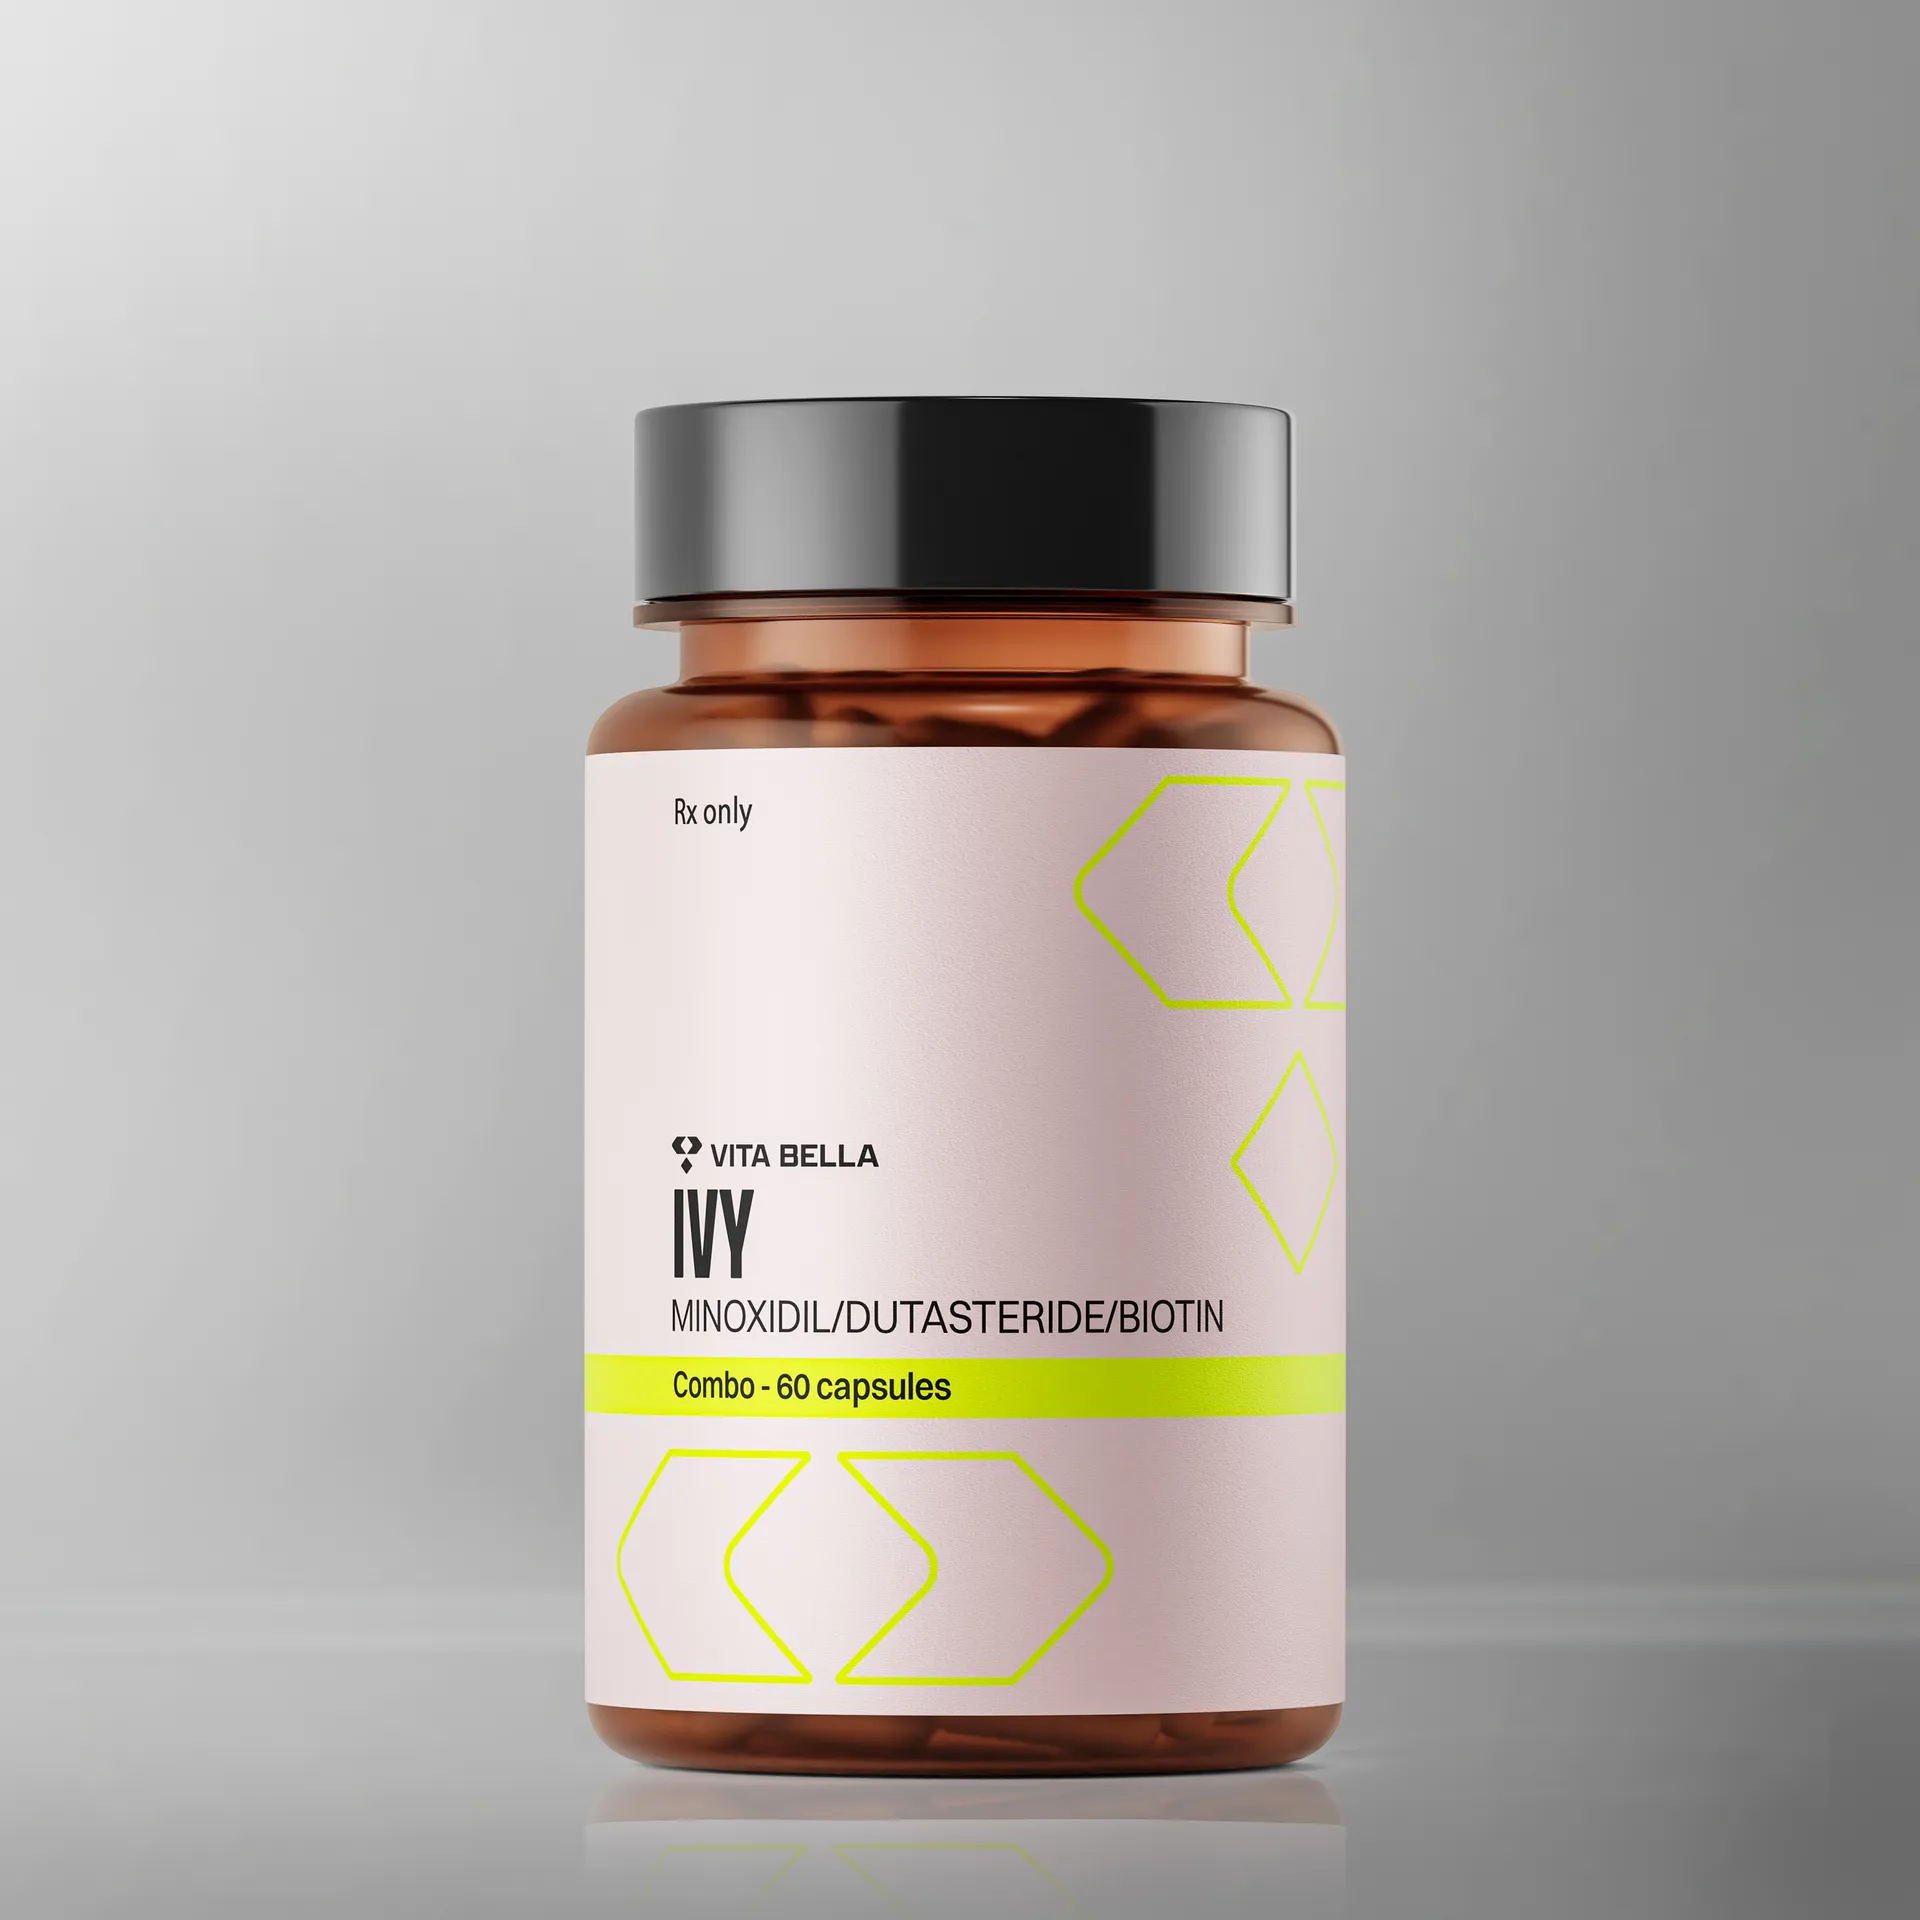 Rx only
VITA BELLA
IVY
MINOXIDIL/DUTASTERIDE/BIOTIN
Combo - 60 capsules